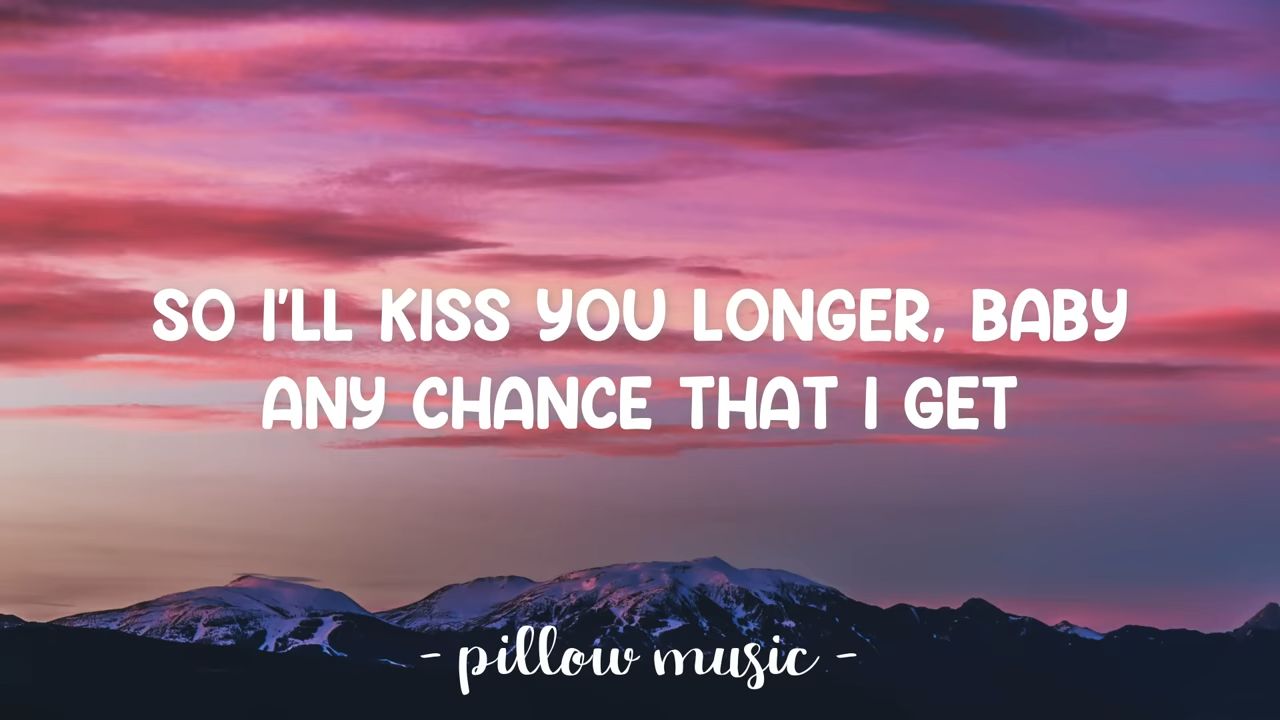 SO I'LL KISS YOU LONGER, BABY
ANY CHANCE THAT I GET
- pillow music -